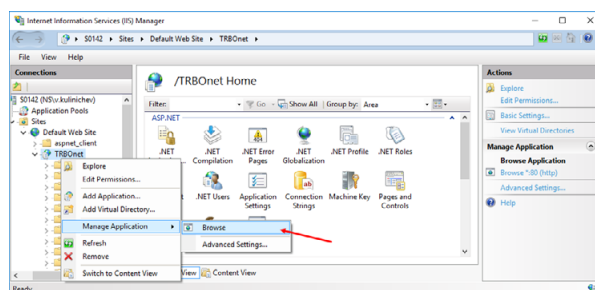 Internet Information Services (IIS) Manager
S0142 Sites Default Web Site TRBOnet
File View Help
Connections
S0142 (NS\v.kulinichev)
Application Pools
Sites
Default Web Site
aspnet_client
TRBOnet
Explore
Edit Permissions...
Add Application...
Add Virtual Directory...
Manage Application
Refresh
Remove
Switch to Content View
Browse
Advanced Settings...
/TRBOnet Home
Filter: Go Show All Group by: Area
ASP.NET
.NET
Compilation
.NET Error
Pages
.NET
Globalization
.NET Profile
.NET Roles
.NET Users
Application
Settings
Connection
Strings
Machine Key
Pages and
Controls
View Content View
Actions
Explore
Edit Permissions...
Basic Settings...
View Virtual Directories
Manage Application
Browse Application
Browse *:80 (http)
Advanced Settings...
Help
Ready